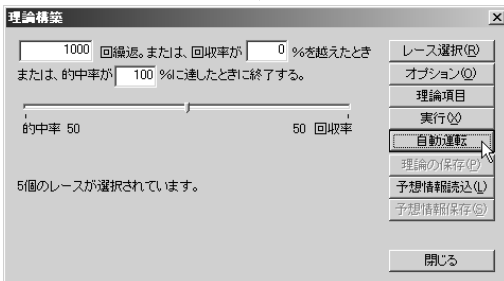 理論構築
1000 回繰返。または、回収率が 0 %を越えたとき
または、的中率が 100 %に達したときに終了する。
的中率 50 50 回収率
5個のレースが選択されています。
レース選択(R)
オプション(O)
理論項目
実行(X)
自動運転
理論の保存(P)
予想情報読込(L)
予想情報保存(S)
閉じる